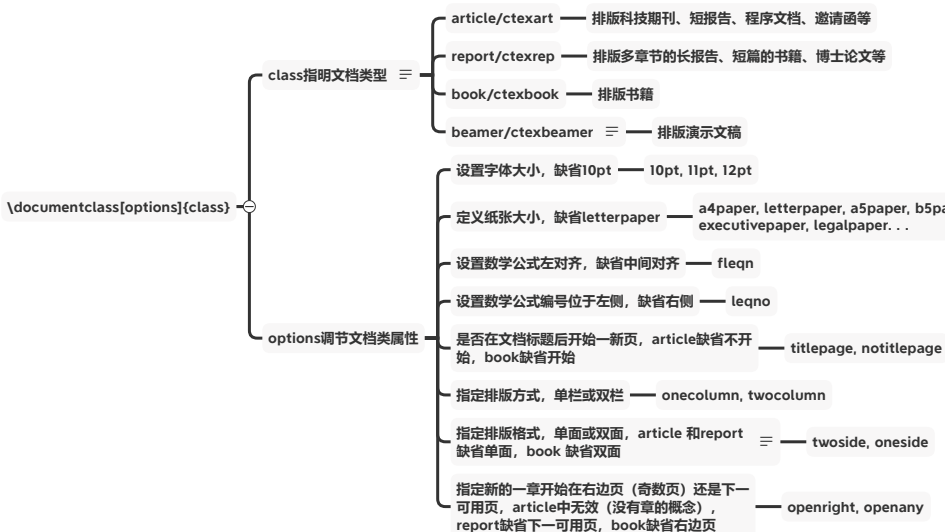 \documentclass[options]{class}
class指明文档类型
article/ctexart
排版科技期刊、短报告、程序文档、邀请函等
report/ctexrep
排版多章节的长报告、短篇的书籍、博士论文等
book/ctexbook
排版书籍
beamer/ctexbeamer
排版演示文稿
options调节文档类属性
设置字体大小，缺省10pt
10pt, 11pt, 12pt
定义纸张大小，缺省letterpaper
a4paper, letterpaper, a5paper, b5pa
executivepaper, legalpaper. . .
设置数学公式左对齐，缺省中间对齐
fleqn
设置数学公式编号位于左侧，缺省右侧
leqno
是否在文档标题后开始一新页，article缺省不开
始，book缺省开始
titlepage, notitlepage
指定排版方式，单栏或双栏
onecolumn, twocolumn
指定排版格式，单面或双面，article 和report
缺省单面，book 缺省双面
twoside, oneside
指定新的一章开始在右边页（奇数页）还是下一
可用页，article中无效（没有章的概念），
report缺省下一可用页，book缺省右边页
openright, openany